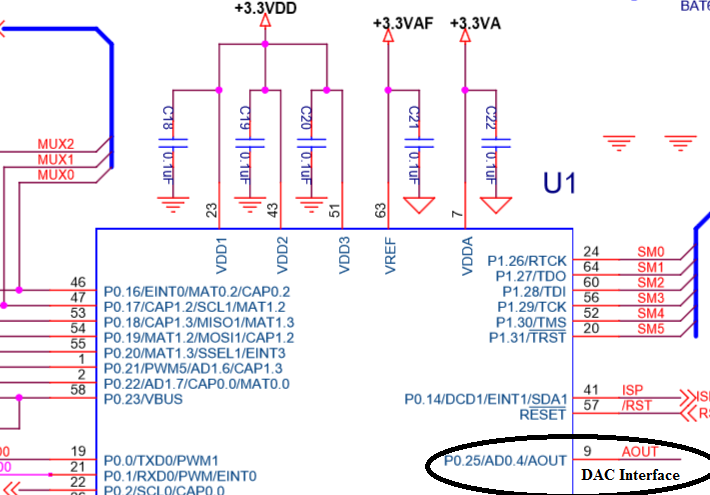 +3.3VDD
+3.3VAF
+3.3VA
C18
0.1uF
C19
0.1uF
C20
0.1uF
C21
0.1uF
C22
0.1uF
MUX2
MUX1
MUX0
U1
23
43
51
63
7
VDD1
VDD2
VDD3
VREF
VDDA
46 P0.16/EINT0/MAT0.2/CAP0.2
47 P0.17/CAP1.2/SCL1/MAT1.2
53 P0.18/CAP1.3/MISO1/MAT1.3
54 P0.19/MAT1.2/MOSI1/CAP1.2
55 P0.20/MAT1.3/SSEL1/EINT3
1 P0.21/PWM5/AD1.6/CAP1.3
2 P0.22/AD1.7/CAP0.0/MAT0.0
58 P0.23/VBUS
19 P0.0/TXD0/PWM1
21 P0.1/RXD0/PWM/EINT0
22 P0.2/SCL0/CAP0.0
P1.26/RTCK 24 SM0
P1.27/TDO 64 SM1
P1.28/TDI 60 SM2
P1.29/TCK 56 SM3
P1.30/TMS 52 SM4
P1.31/TRST 20 SM5
P0.14/DCD1/EINT1/SDA1 41 ISP
RESET 57 /RST
P0.25/AD0.4/AOUT 9 AOUT
DAC Interface